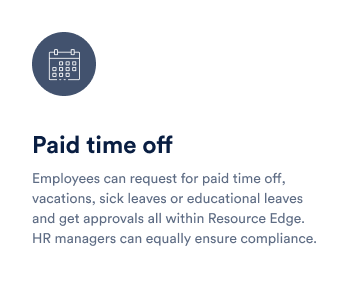 Paid time off
Employees can request for paid time off,
vacations, sick leaves or educational leaves
and get approvals all within Resource Edge.
HR managers can equally ensure compliance.